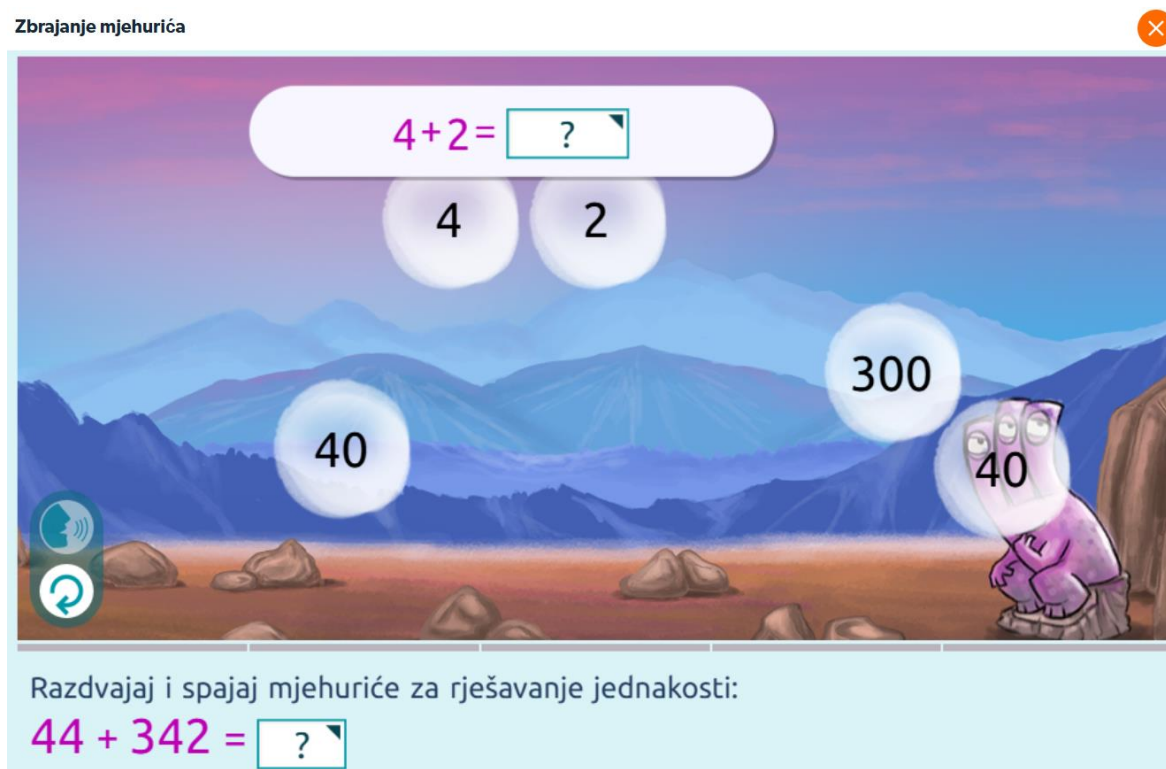 Zbrajanje mjehurića
4+2= ?
4 2
300
40
40
Razdvajaj i spajaj mjehuriće za rješavanje jednakosti:
44 + 342 = ?